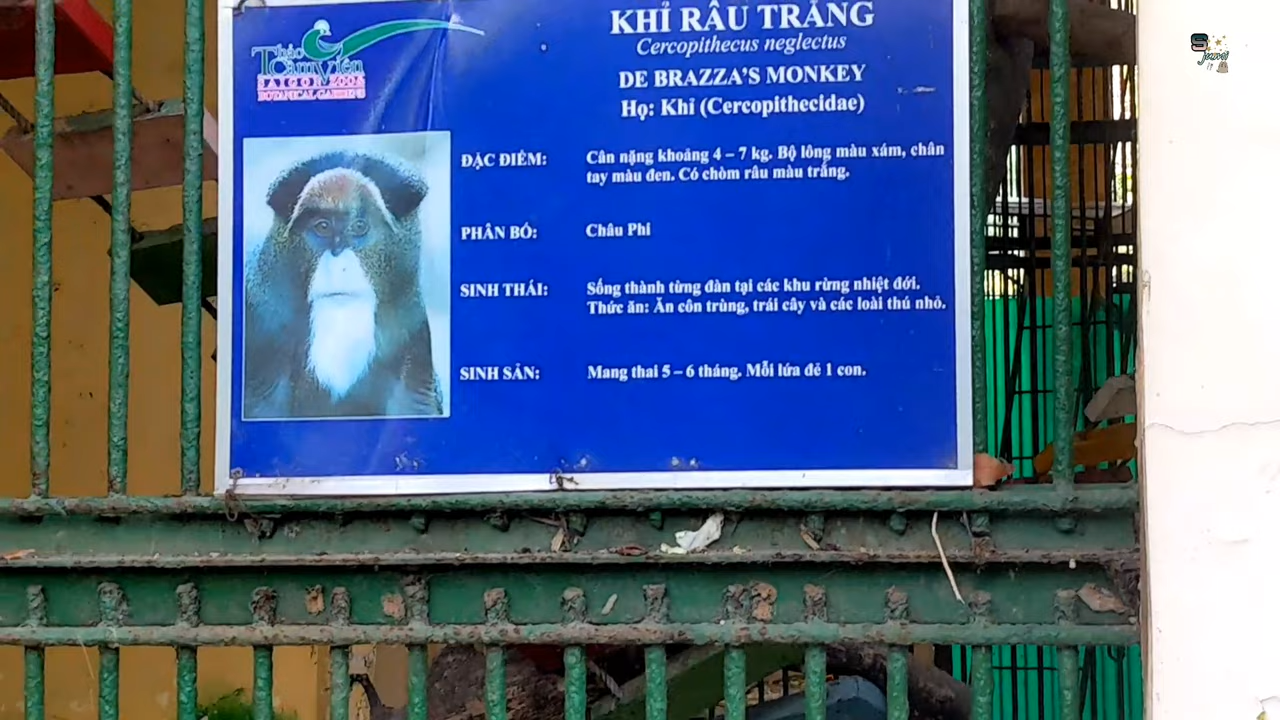 Thảo
Cầm Viên
SAIGON ZOO &
BOTANICAL GARDENS
KHỈ RÂU TRẮNG
Cercopithecus neglectus
DE BRAZZA'S MONKEY
Họ: Khỉ (Cercopithecidae)
ĐẶC ĐIỂM: Cân nặng khoảng 4 – 7 kg. Bộ lông màu xám, chân
tay màu đen. Có chòm râu màu trắng.
PHÂN BỐ: Châu Phi
SINH THÁI: Sống thành từng đàn tại các khu rừng nhiệt đới.
Thức ăn: Ăn côn trùng, trái cây và các loài thú nhỏ.
SINH SẢN: Mang thai 5 – 6 tháng. Mỗi lứa đẻ 1 con.